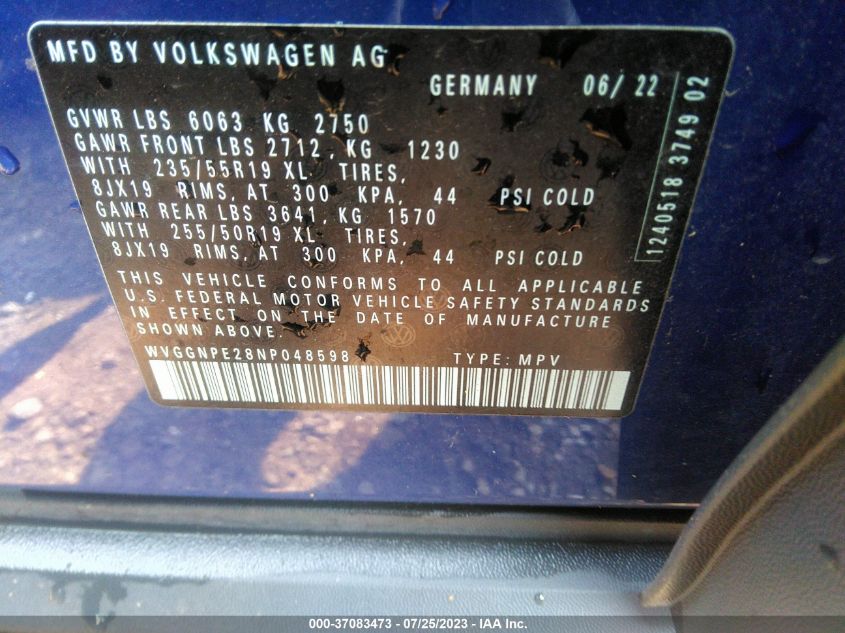 MFD BY VOLKSWAGEN AG
GERMANY 06/ 22
GVWR LBS 6063 KG 2750
GAWR FRONT LBS 2712, KG 1230
WITH 235/55R19 XL TIRES,
8JX19 RIMS, AT 300 KPA, 44 PSI COLD
GAWR REAR LBS 3641, KG 1570
WITH 255/50R19 XL TIRES,
8JX19 RIMS, AT 300 KPA, 44 PSI COLD
THIS VEHICLE CONFORMS TO ALL APPLICABLE
U.S. FEDERAL MOTOR VEHICLE SAFETY STANDARDS
IN EFFECT ON THE DATE OF MANUFACTURE
SHOWN ABOVE.
WVGGNPE28NP048598 TYPE: MPV
1240518 3749 02
000-37083473 - 07/25/2023 - © IAA Inc.